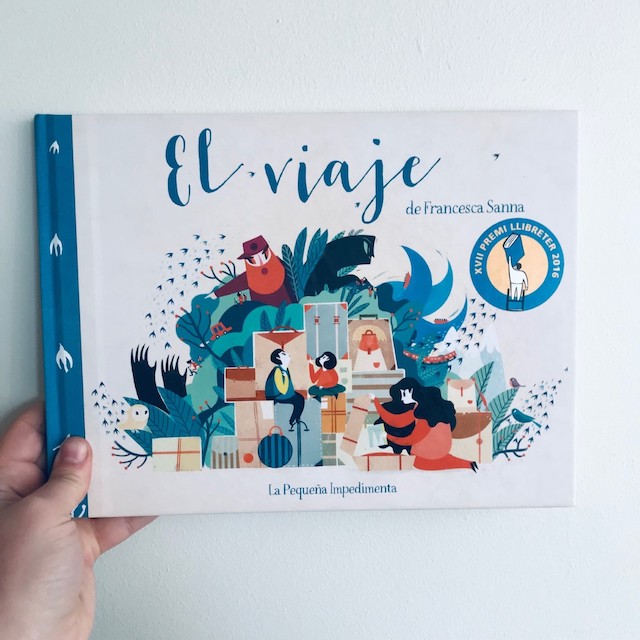 El viaje
de Francesca Sanna
XVII PREMI LLIBRETER 2016
La Pequeña Impedimenta